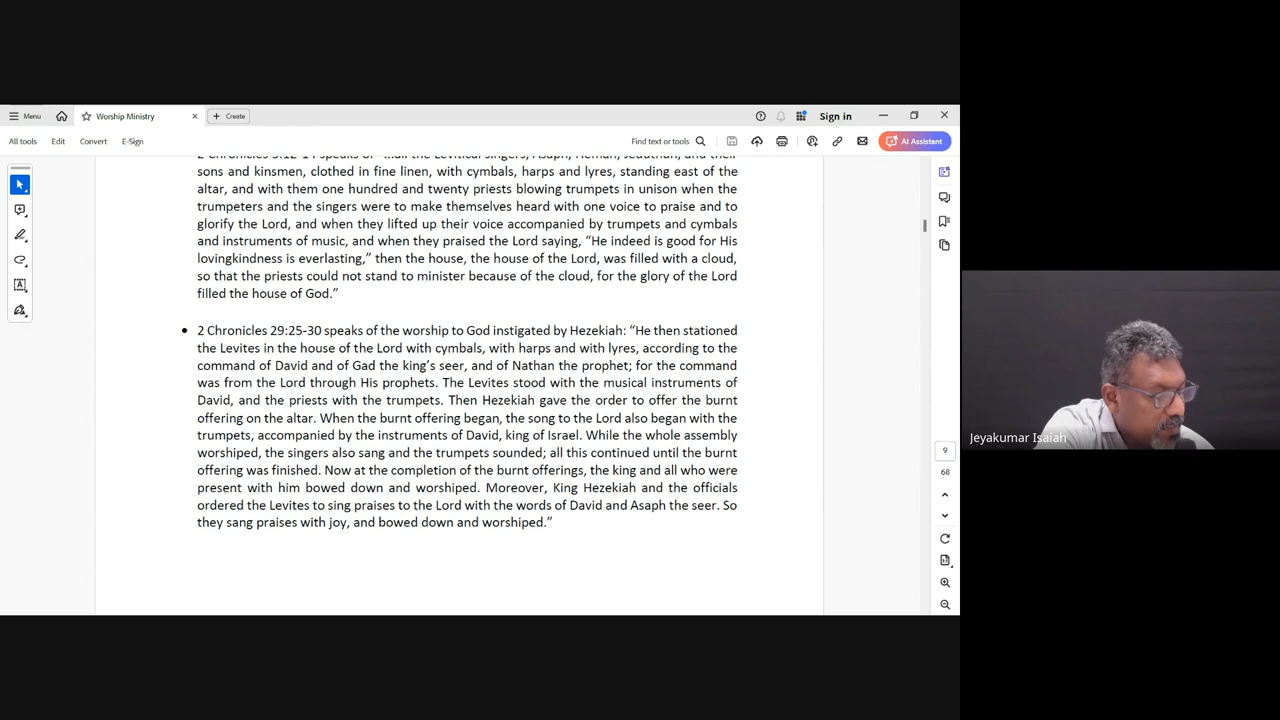 Menu
Worship Ministry
Create
Sign in
All tools
Edit
Convert
E-Sign
Find text or tools
AI Assistant
2 Chronicles 5:12-14 speaks of "...all the Levitical singers, Asaph, Heman, Jeduthun, and their
sons and kinsmen, clothed in fine linen, with cymbals, harps and lyres, standing east of the
altar, and with them one hundred and twenty priests blowing trumpets in unison when the
trumpeters and the singers were to make themselves heard with one voice to praise and to
glorify the Lord, and when they lifted up their voice accompanied by trumpets and cymbals
and instruments of music, and when they praised the Lord saying, “He indeed is good for His
lovingkindness is everlasting,” then the house, the house of the Lord, was filled with a cloud,
so that the priests could not stand to minister because of the cloud, for the glory of the Lord
filled the house of God.”
• 2 Chronicles 29:25-30 speaks of the worship to God instigated by Hezekiah: “He then stationed
the Levites in the house of the Lord with cymbals, with harps and with lyres, according to the
command of David and of Gad the king’s seer, and of Nathan the prophet; for the command
was from the Lord through His prophets. The Levites stood with the musical instruments of
David, and the priests with the trumpets. Then Hezekiah gave the order to offer the burnt
offering on the altar. When the burnt offering began, the song to the Lord also began with the
trumpets, accompanied by the instruments of David, king of Israel. While the whole assembly
worshiped, the singers also sang and the trumpets sounded; all this continued until the burnt
offering was finished. Now at the completion of the burnt offerings, the king and all who were
present with him bowed down and worshiped. Moreover, King Hezekiah and the officials
ordered the Levites to sing praises to the Lord with the words of David and Asaph the seer. So
they sang praises with joy, and bowed down and worshiped.”
9
68
Jeyakumar Isaiah